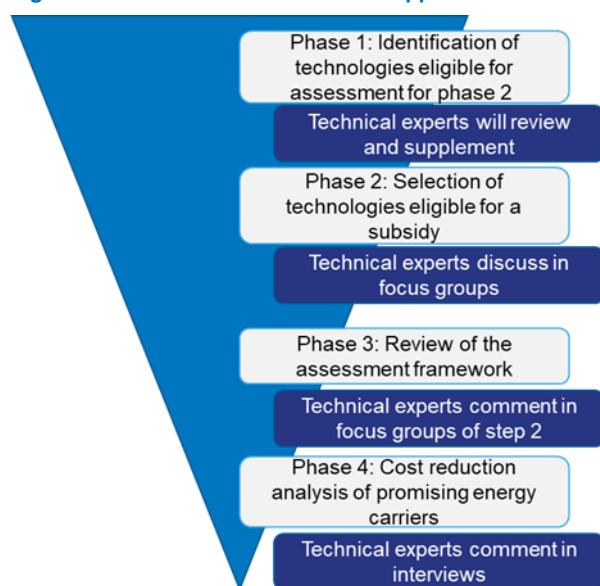 Phase 1: Identification of
technologies eligible for
assessment for phase 2
Technical experts will review
and supplement
Phase 2: Selection of
technologies eligible for a
subsidy
Technical experts discuss in
focus groups
Phase 3: Review of the
assessment framework
Technical experts comment in
focus groups of step 2
Phase 4: Cost reduction
analysis of promising energy
carriers
Technical experts comment in
interviews